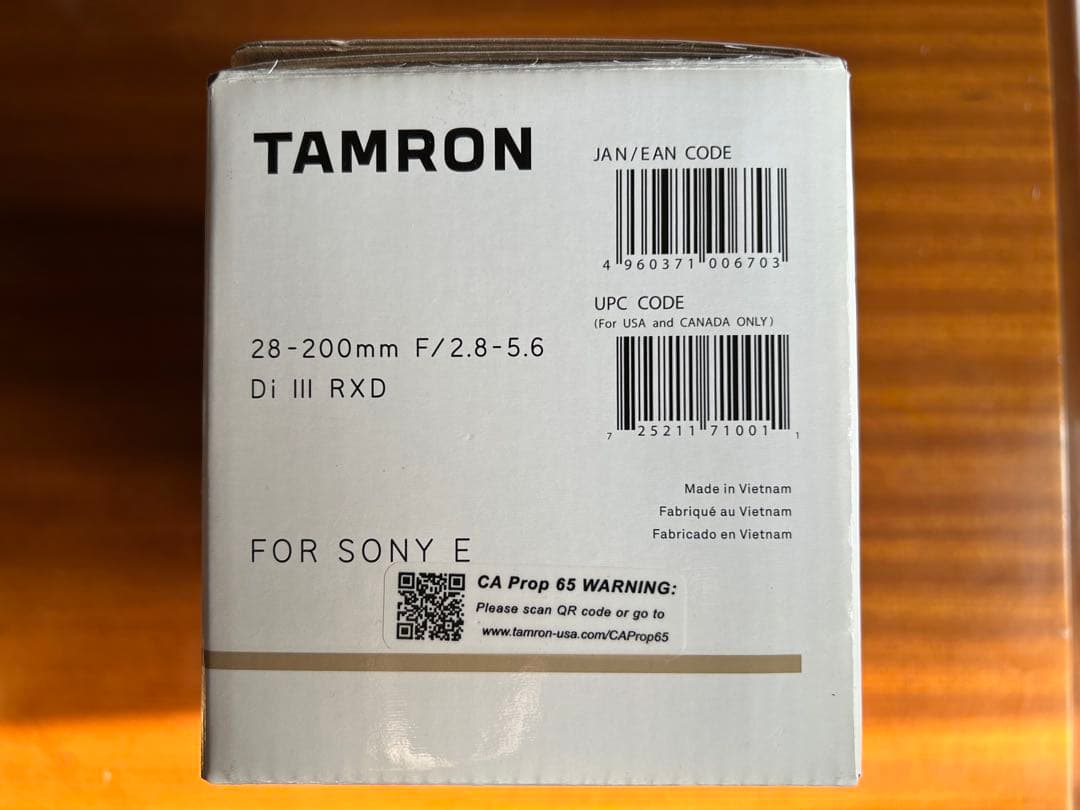 TAMRON
28-200mm F/2.8-5.6
Di III RXD
FOR SONY E
JAN/EAN CODE
4 960371 006703
UPC CODE
(For USA and CANADA ONLY)
7 25211 71001 1
Made in Vietnam
Fabriqué au Vietnam
Fabricado en Vietnam
CA Prop 65 WARNING:
Please scan QR code or go to
www.tamron-usa.com/CAProp65